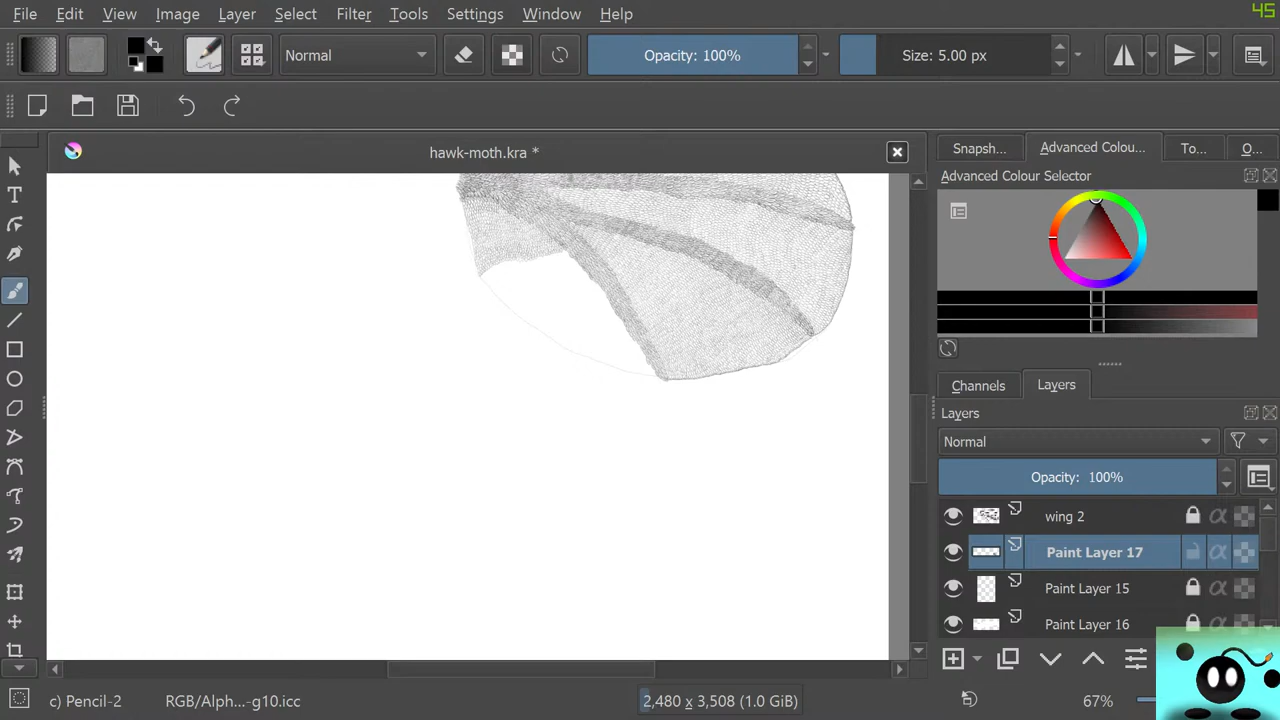 45
File Edit View Image Layer Select Filter Tools Settings Window Help
Normal Opacity: 100% Size: 5.00 px
hawk-moth.kra *
Snapsh... Advanced Colou... To... O...
Advanced Colour Selector
Channels Layers
Layers
Normal
Opacity: 100%
wing 2
Paint Layer 17
Paint Layer 15
Paint Layer 16
c) Pencil-2 RGB/Alph...-g10.icc 2,480 x 3,508 (1.0 GiB) 67%